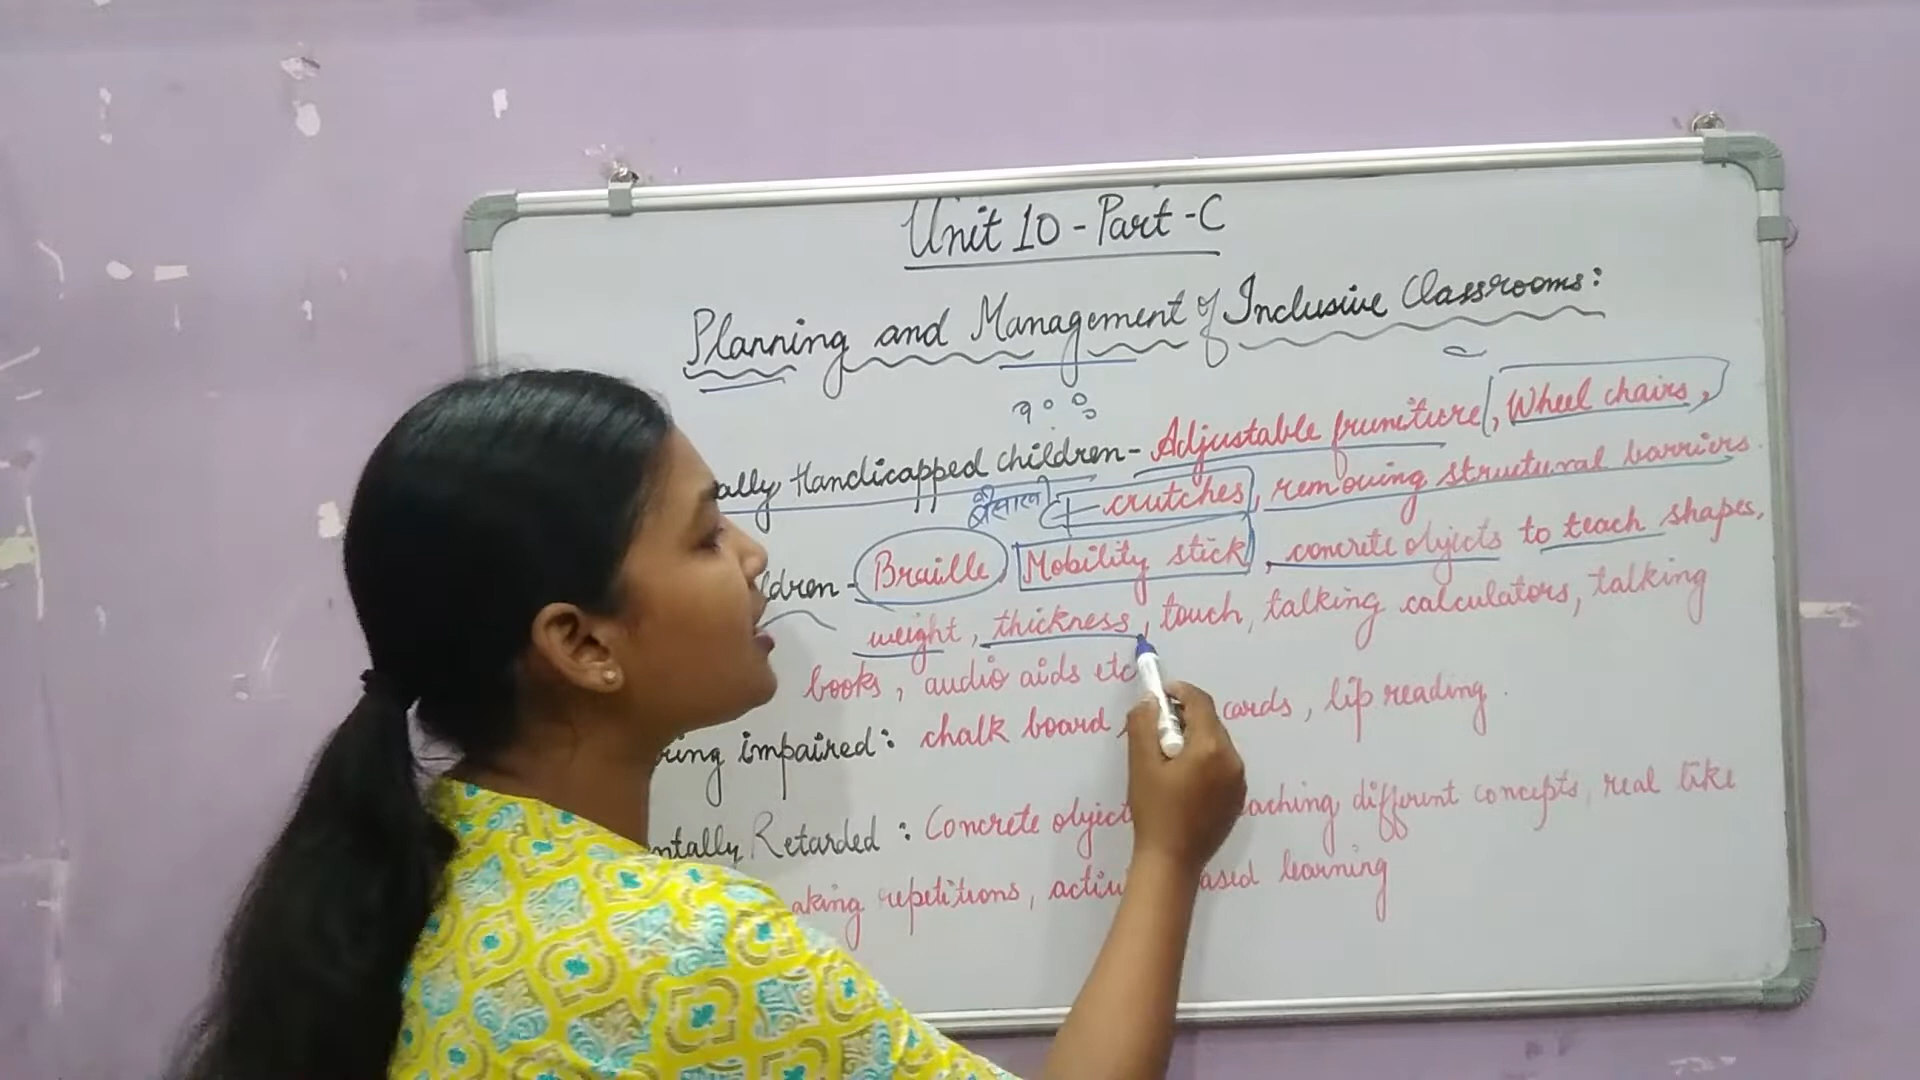 Unit 10 - Part - C
Planning and Management of Inclusive Classrooms:
ally Handicapped children - Adjustable fruniture, Wheel chairs,
crutches, removing structural barriers.
ldren - Braille, Mobility stick, concrete objects to teach shapes,
weight, thickness, touch, talking calculators, talking
books, audio aids etc
ring impaired: chalk board, cards, lip reading.
ntally Retarded : Concrete object eaching different concepts, real like
aking repetitions, activ ased learning